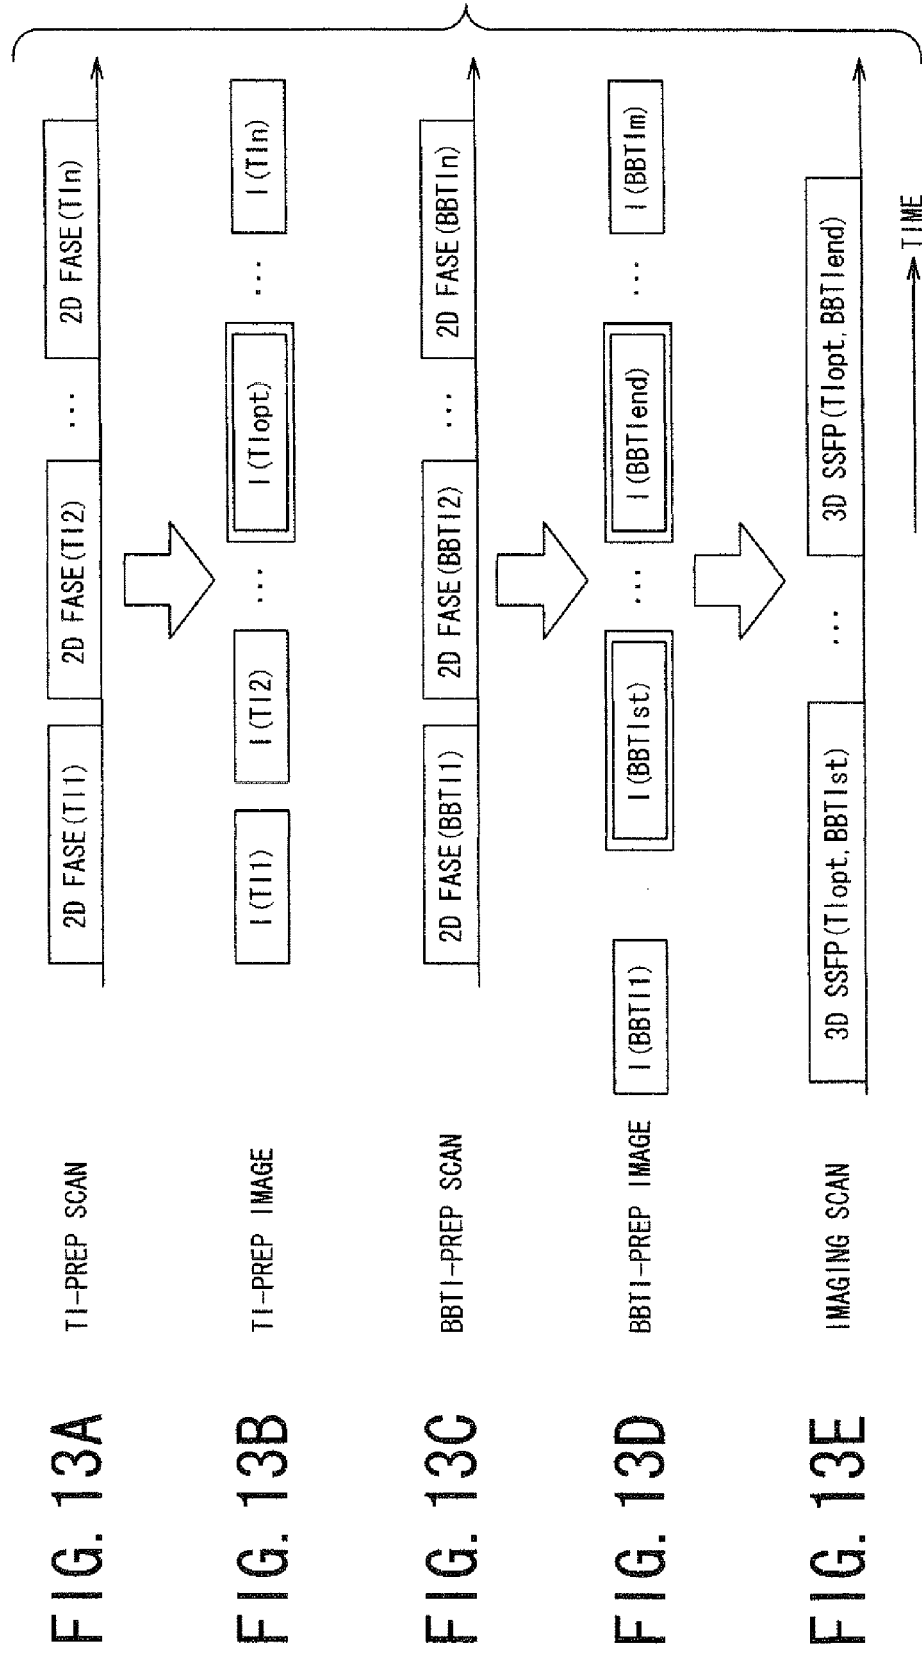 FIG. 13A TI-PREP SCAN 2D FASE(TI1) 2D FASE(TI2) ... 2D FASE(TIn)
FIG. 13B TI-PREP IMAGE I(TI1) I(TI2) ... I(TIopt) ... I(TIn)
FIG. 13C BBTI-PREP SCAN 2D FASE(BBTI1) 2D FASE(BBTI2) ... 2D FASE(BBTIn)
FIG. 13D BBTI-PREP IMAGE I(BBTI1) I(BBTIst) ... I(BBTIend) ... I(BBTIm)
FIG. 13E IMAGING SCAN 3D SSFP(TIopt, BBTIst) ... 3D SSFP(TIopt, BBTIend)
TIME